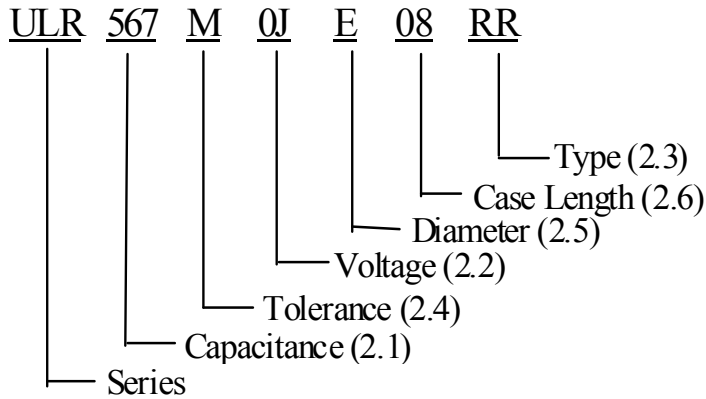 ULR 567 M 0J E 08 RR
Type (2.3)
Case Length (2.6)
Diameter (2.5)
Voltage (2.2)
Tolerance (2.4)
Capacitance (2.1)
Series